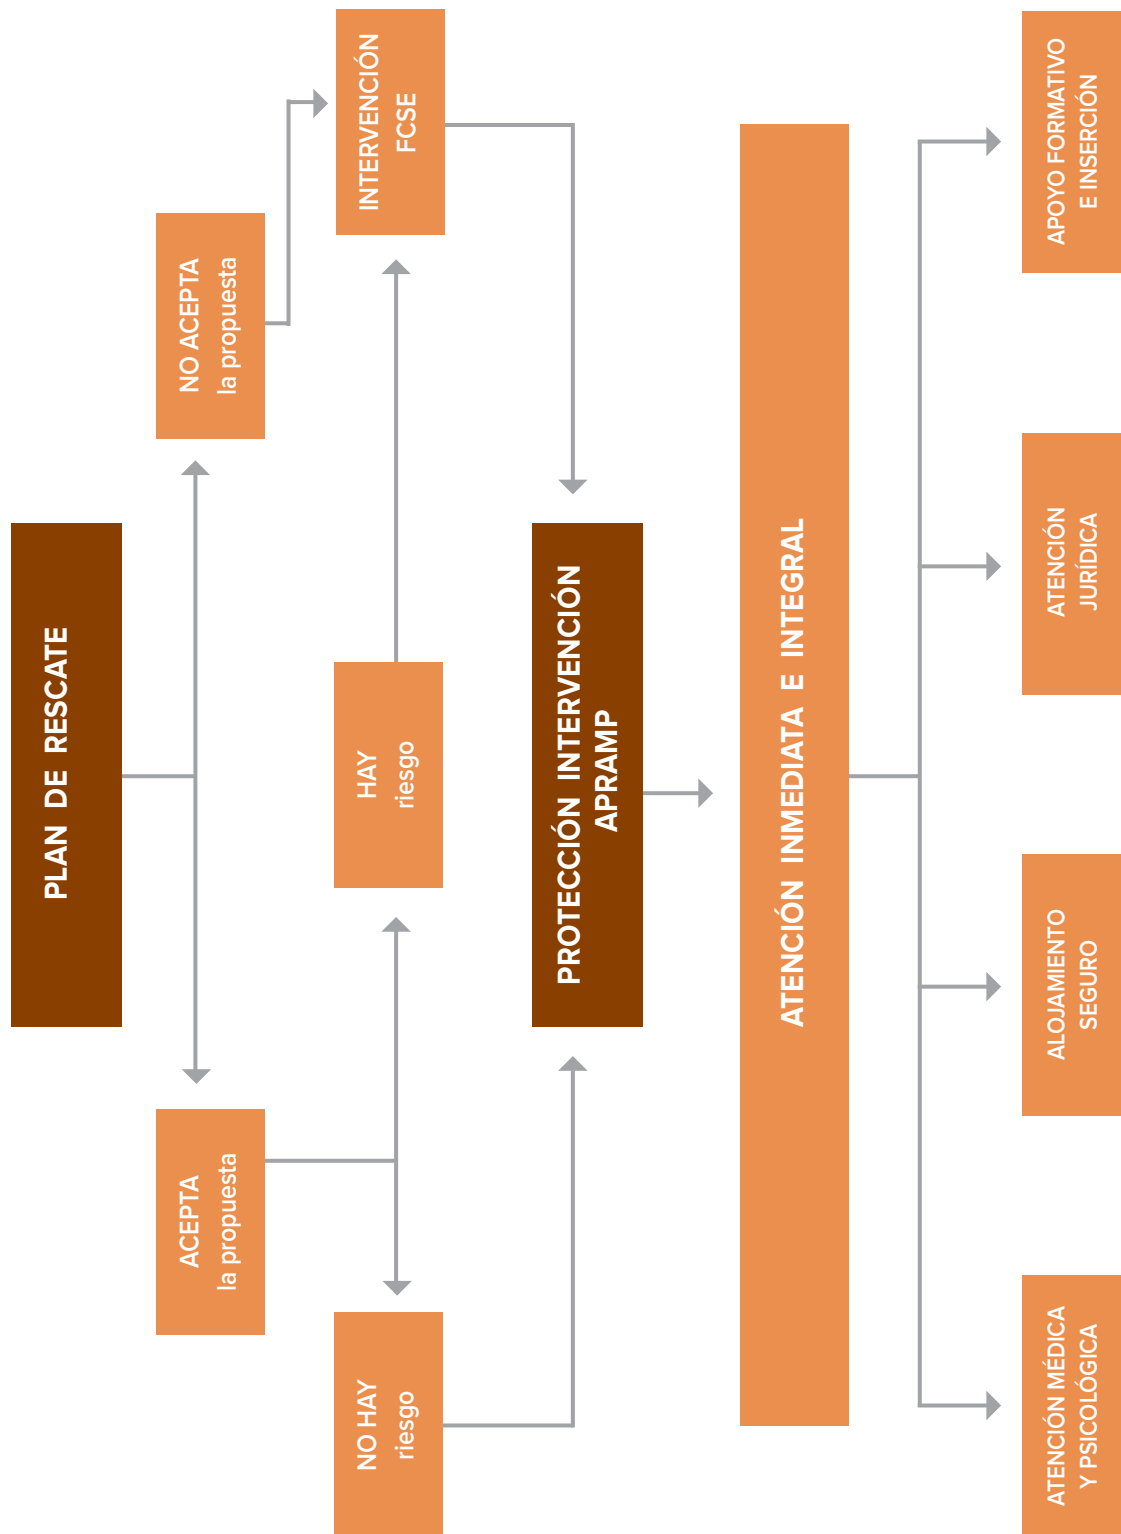 PLAN DE RESCATE
ACEPTA
la propuesta
NO ACEPTA
la propuesta
NO HAY
riesgo
HAY
riesgo
INTERVENCIÓN
FCSE
PROTECCIÓN INTERVENCIÓN
APRAMP
ATENCIÓN INMEDIATA E INTEGRAL
ATENCIÓN MÉDICA
Y PSICOLÓGICA
ALOJAMIENTO
SEGURO
ATENCIÓN
JURÍDICA
APOYO FORMATIVO
E INSERCIÓN